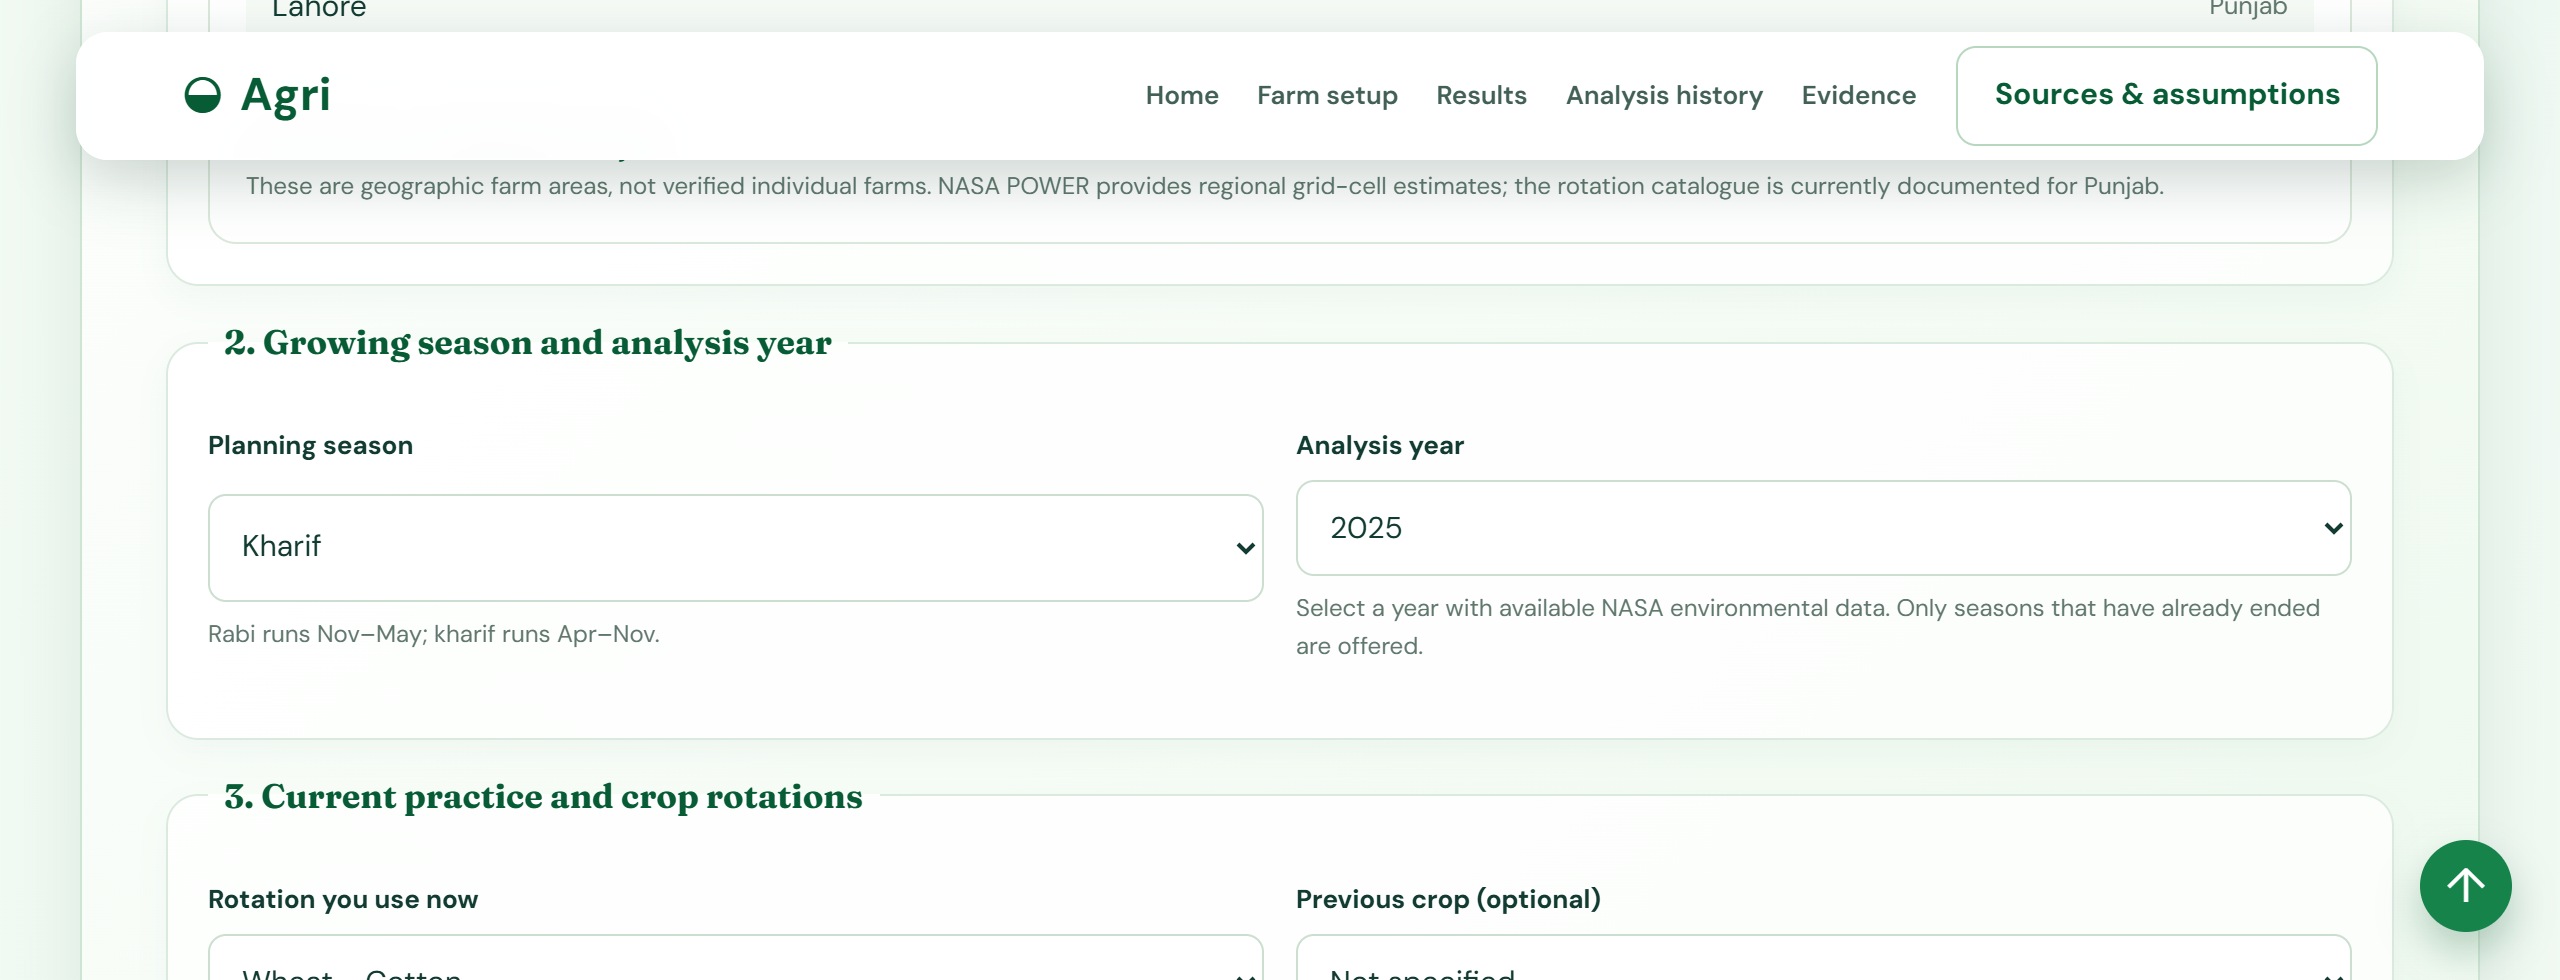 Lahore
Punjab
Agri
Home
Farm setup
Results
Analysis history
Evidence
Sources & assumptions
These are geographic farm areas, not verified individual farms. NASA POWER provides regional grid-cell estimates; the rotation catalogue is currently documented for Punjab.
2. Growing season and analysis year
Planning season
Analysis year
Kharif
2025
Rabi runs Nov–May; kharif runs Apr–Nov.
Select a year with available NASA environmental data. Only seasons that have already ended
are offered.
3. Current practice and crop rotations
Rotation you use now
Previous crop (optional)
Wheat – Cotton
Not specified